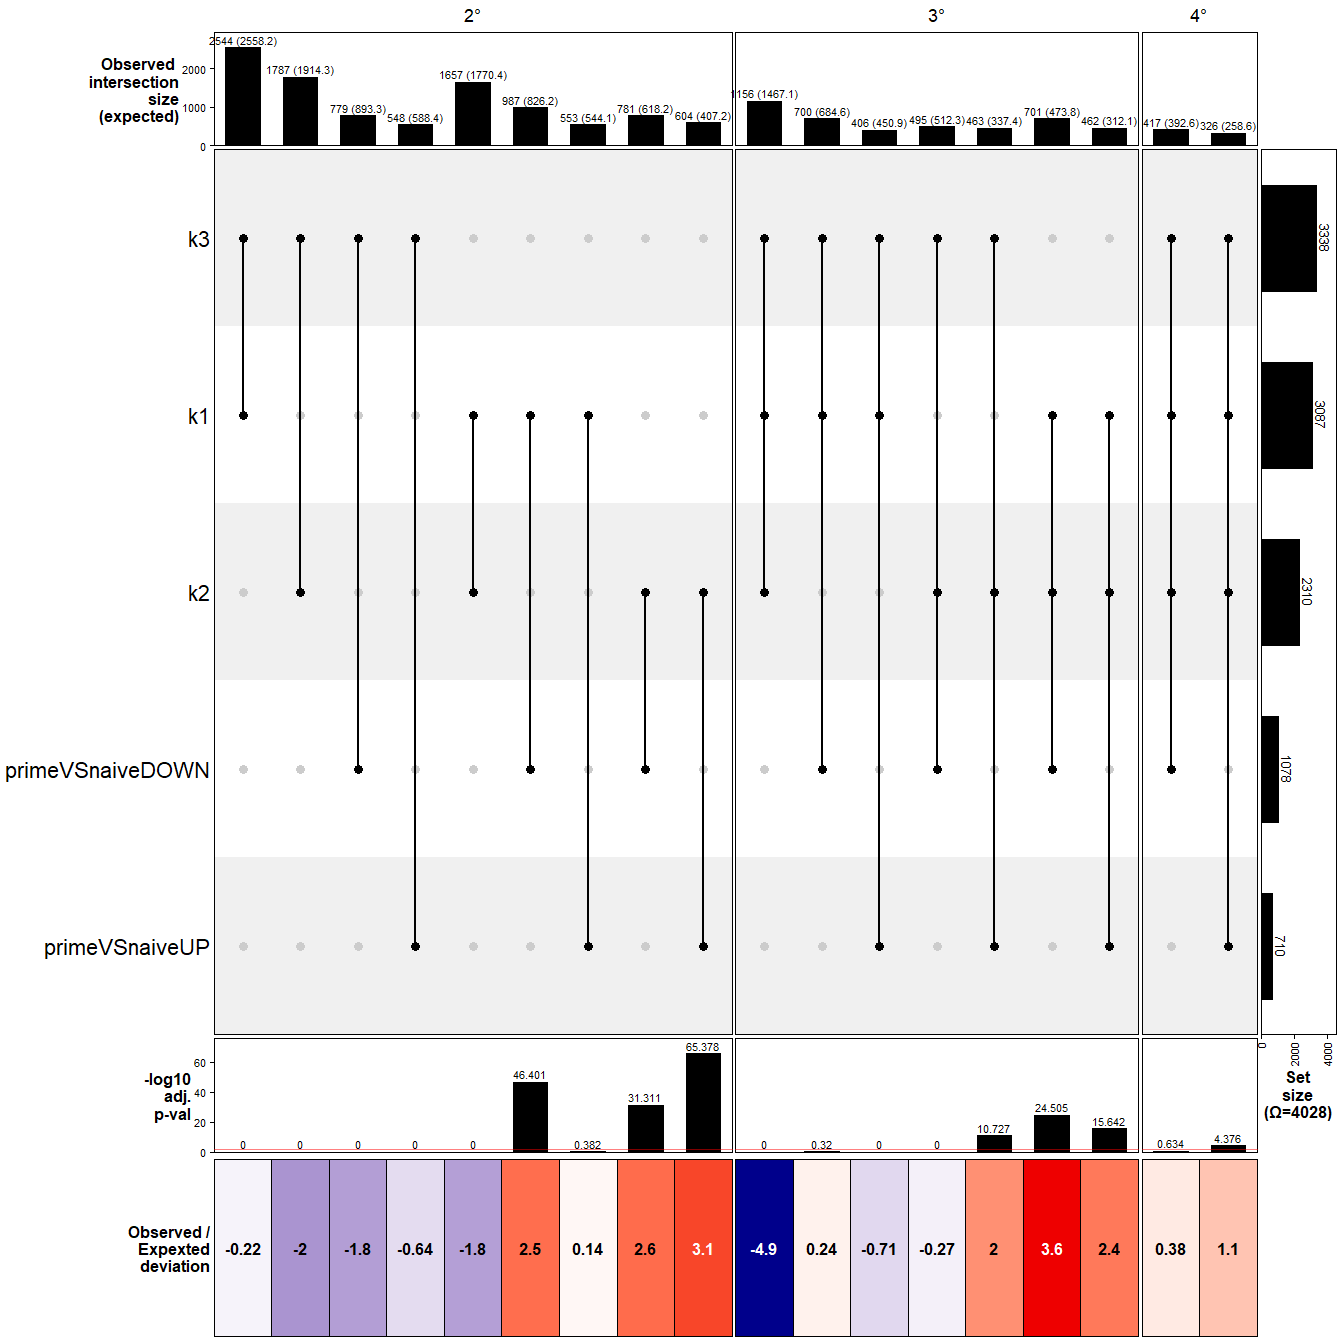 2° 3° 4°
Observed
intersection
size
(expected)
2000
1000
0
2544 (2558.2)
1787 (1914.3)
779 (893.3)
548 (588.4)
1657 (1770.4)
987 (826.2)
553 (544.1)
781 (618.2)
604 (407.2)
1156 (1467.1)
700 (684.6)
406 (450.9)
495 (512.3)
463 (337.4)
701 (473.8)
462 (312.1)
417 (392.6)
326 (258.6)
k3
k1
k2
primeVSnaiveDOWN
primeVSnaiveUP
3338
3087
2310
1078
710
0
2000
4000
Set
size
(Ω=4028)
-log10
adj.
p-val
60
40
20
0
0 0 0 0 0 46.401 0.382 31.311 65.378 0 0.32 0 0 10.727 24.505 15.642 0.634 4.376
Observed /
Expexted
deviation
-0.22 -2 -1.8 -0.64 -1.8 2.5 0.14 2.6 3.1 -4.9 0.24 -0.71 -0.27 2 3.6 2.4 0.38 1.1